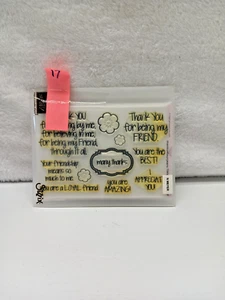 17
Thank You
for being my
FRIEND
by me,
for believing in me,
for being my Friend,
through it all
You are the
BEST!
many thanks
Your friendship
means so
much to me
I
APPRECIATE
YOU!
you are
AMAZING!
You are a LOYAL friend
Sizzix